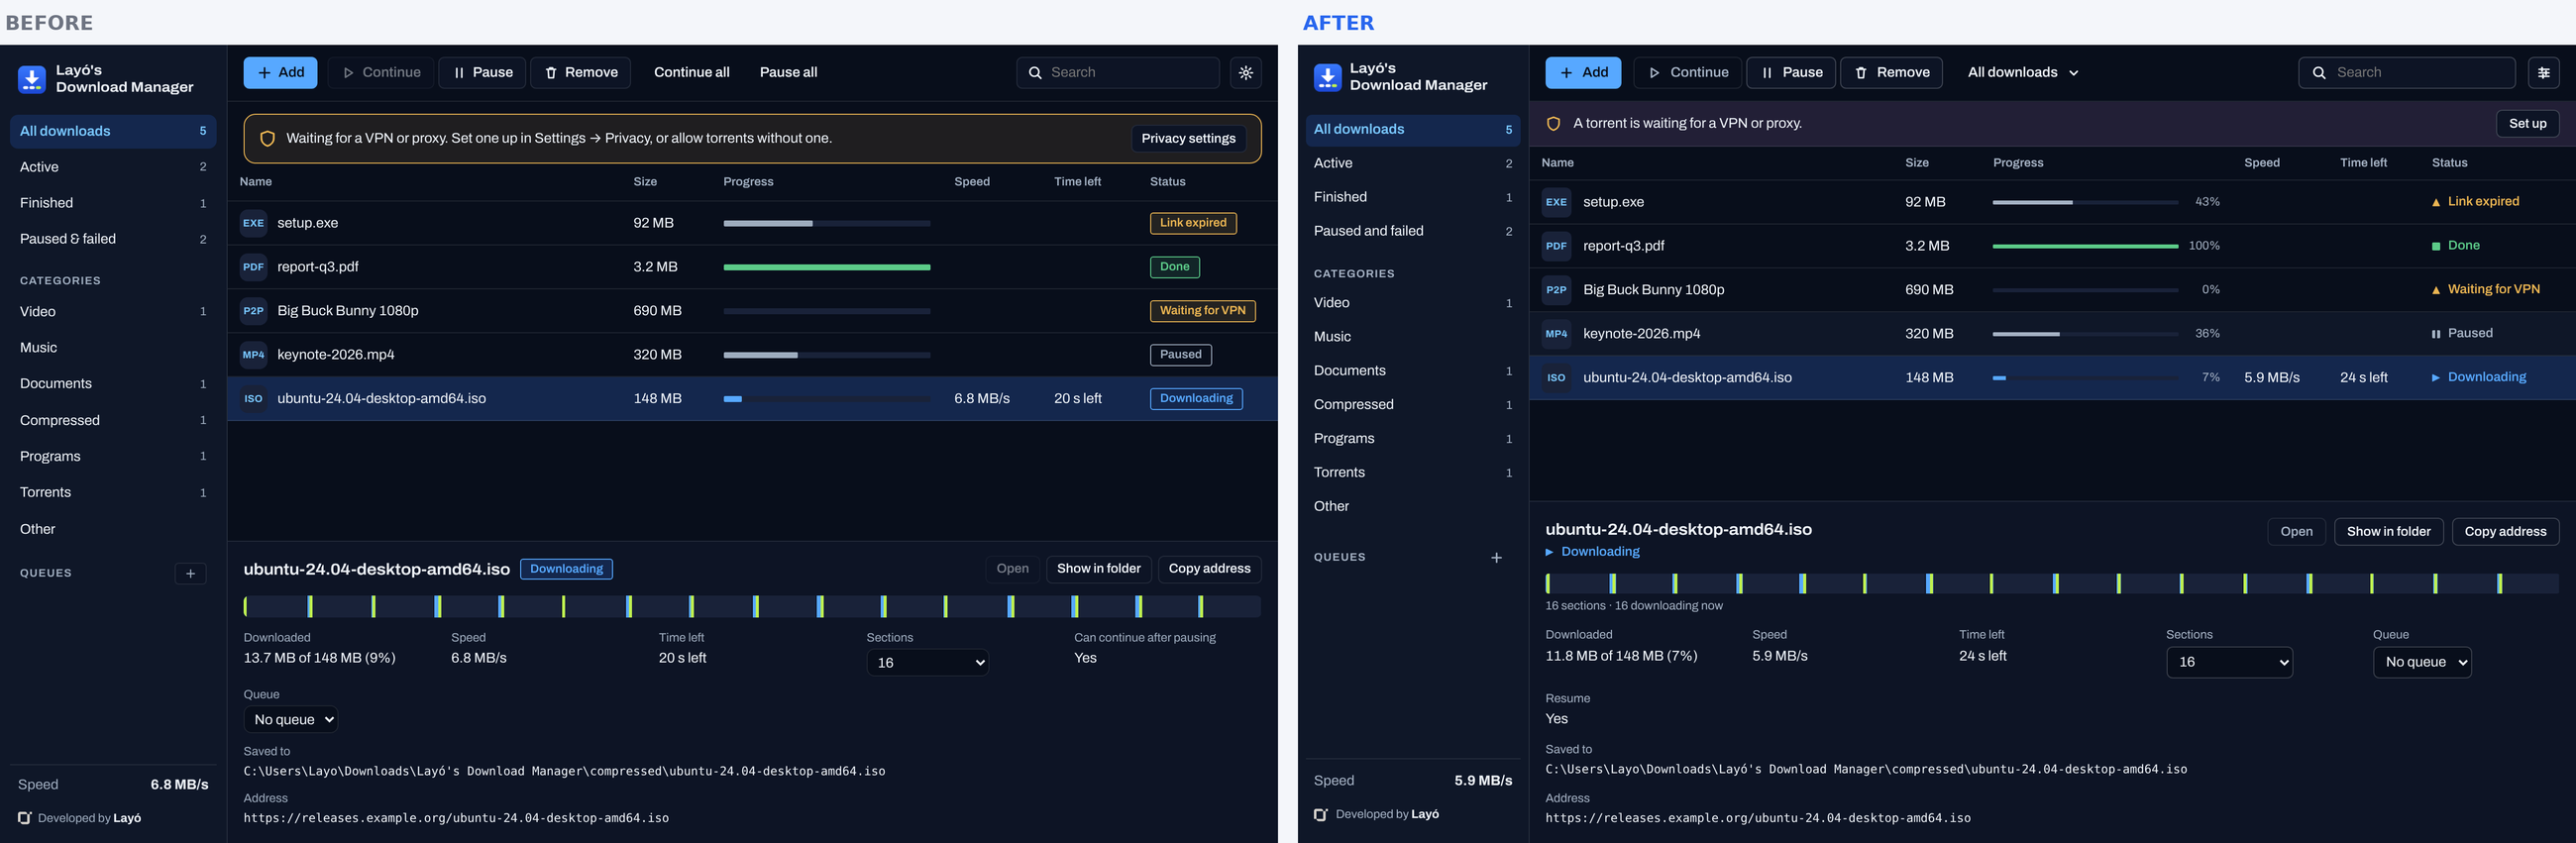 BEFORE
Layó's
Download Manager
Add Continue Pause Remove Continue all Pause all Search
All downloads 5
Active 2
Finished 1
Paused & failed 2
CATEGORIES
Video 1
Music
Documents 1
Compressed 1
Programs 1
Torrents 1
Other
QUEUES +
Speed 6.8 MB/s
Developed by Layó
Waiting for a VPN or proxy. Set one up in Settings → Privacy, or allow torrents without one. Privacy settings
Name Size Progress Speed Time left Status
EXE setup.exe 92 MB Link expired
PDF report-q3.pdf 3.2 MB Done
P2P Big Buck Bunny 1080p 690 MB Waiting for VPN
MP4 keynote-2026.mp4 320 MB Paused
ISO ubuntu-24.04-desktop-amd64.iso 148 MB 6.8 MB/s 20 s left Downloading
ubuntu-24.04-desktop-amd64.iso Downloading Open Show in folder Copy address
Downloaded Speed Time left Sections Can continue after pausing
13.7 MB of 148 MB (9%) 6.8 MB/s 20 s left 16 Yes
Queue
No queue
Saved to
C:\Users\Layo\Downloads\Layó's Download Manager\compressed\ubuntu-24.04-desktop-amd64.iso
Address
https://releases.example.org/ubuntu-24.04-desktop-amd64.iso
AFTER
Layó's
Download Manager
Add Continue Pause Remove All downloads Search
All downloads 5
Active 2
Finished 1
Paused and failed 2
CATEGORIES
Video 1
Music
Documents 1
Compressed 1
Programs 1
Torrents 1
Other
QUEUES +
Speed 5.9 MB/s
Developed by Layó
A torrent is waiting for a VPN or proxy. Set up
Name Size Progress Speed Time left Status
EXE setup.exe 92 MB 43% Link expired
PDF report-q3.pdf 3.2 MB 100% Done
P2P Big Buck Bunny 1080p 690 MB 0% Waiting for VPN
MP4 keynote-2026.mp4 320 MB 36% Paused
ISO ubuntu-24.04-desktop-amd64.iso 148 MB 7% 5.9 MB/s 24 s left Downloading
ubuntu-24.04-desktop-amd64.iso Open Show in folder Copy address
Downloading
16 sections · 16 downloading now
Downloaded Speed Time left Sections Queue
11.8 MB of 148 MB (7%) 5.9 MB/s 24 s left 16 No queue
Resume
Yes
Saved to
C:\Users\Layo\Downloads\Layó's Download Manager\compressed\ubuntu-24.04-desktop-amd64.iso
Address
https://releases.example.org/ubuntu-24.04-desktop-amd64.iso